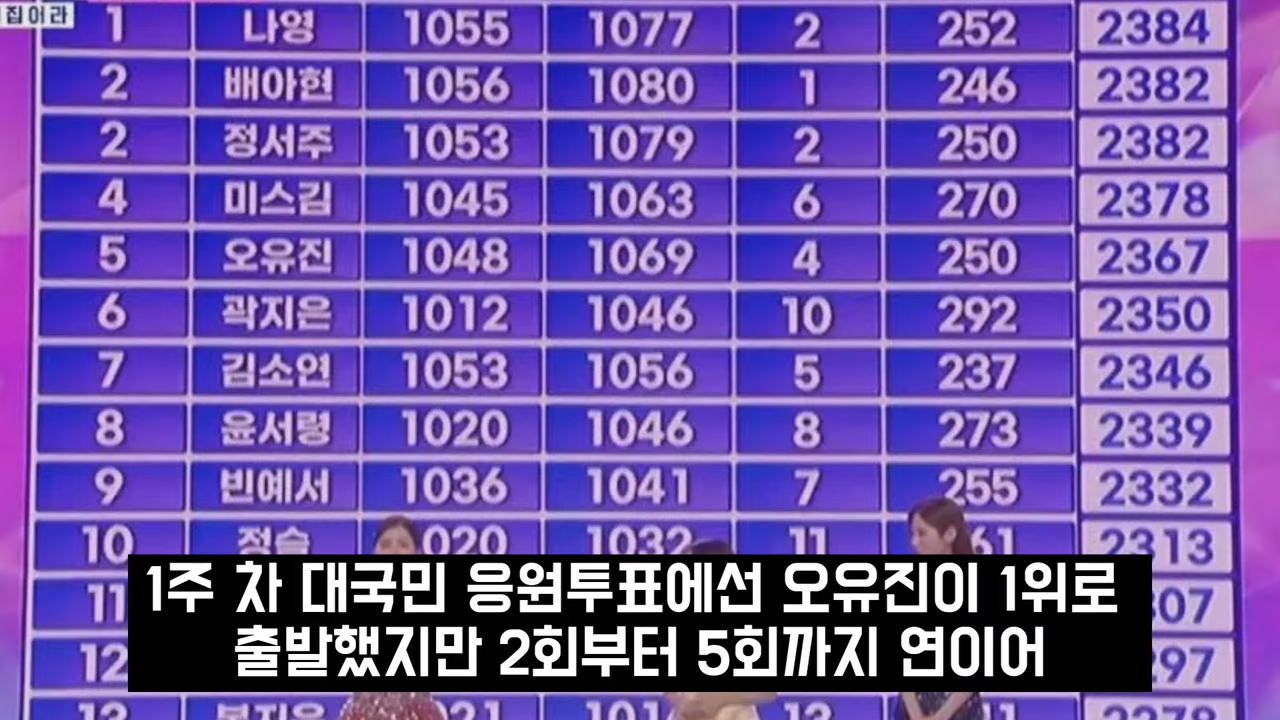 집이라
1 나영 1055 1077 2 252 2384
2 배아현 1056 1080 1 246 2382
2 정서주 1053 1079 2 250 2382
4 미스김 1045 1063 6 270 2378
5 오유진 1048 1069 4 250 2367
6 곽지은 1012 1046 10 292 2350
7 김소연 1053 1056 5 237 2346
8 윤서령 1020 1046 8 273 2339
9 빈예서 1036 1041 7 255 2332
10 정슬 1032 11 2313
11
12
1주 차 대국민 응원투표에선 오유진이 1위로
출발했지만 2회부터 5회까지 연이어